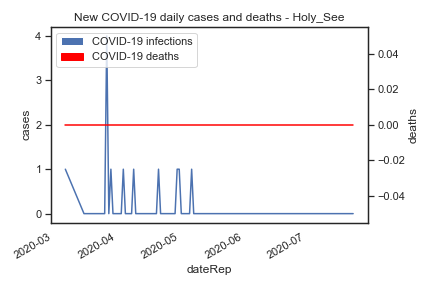 New COVID-19 daily cases and deaths - Holy_See
COVID-19 infections
COVID-19 deaths
cases
4
3
2
1
0
deaths
0.04
0.02
0.00
−0.02
−0.04
2020-03
2020-04
2020-05
2020-06
2020-07
dateRep